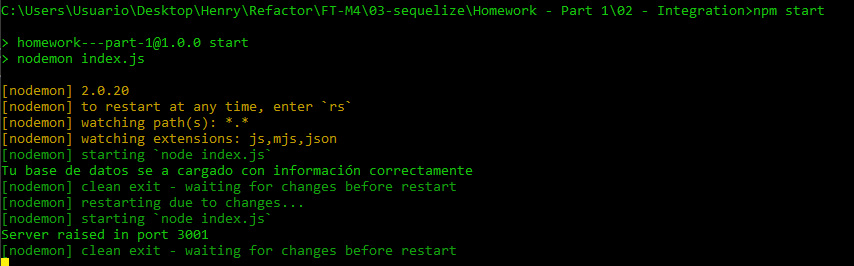 C:\Users\Usuario\Desktop\Henry\Refactor\FT-M4\03-sequelize\Homework - Part 1\02 - Integration>npm start
> homework---part-1@1.0.0 start
> nodemon index.js
[nodemon] 2.0.20
[nodemon] to restart at any time, enter `rs`
[nodemon] watching path(s): *.*
[nodemon] watching extensions: js,mjs,json
[nodemon] starting `node index.js`
Tu base de datos se a cargado con información correctamente
[nodemon] clean exit - waiting for changes before restart
[nodemon] restarting due to changes...
[nodemon] starting `node index.js`
Server raised in port 3001
[nodemon] clean exit - waiting for changes before restart